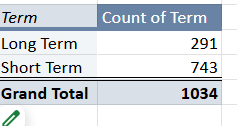 Term Count of Term
Long Term 291
Short Term 743
Grand Total 1034